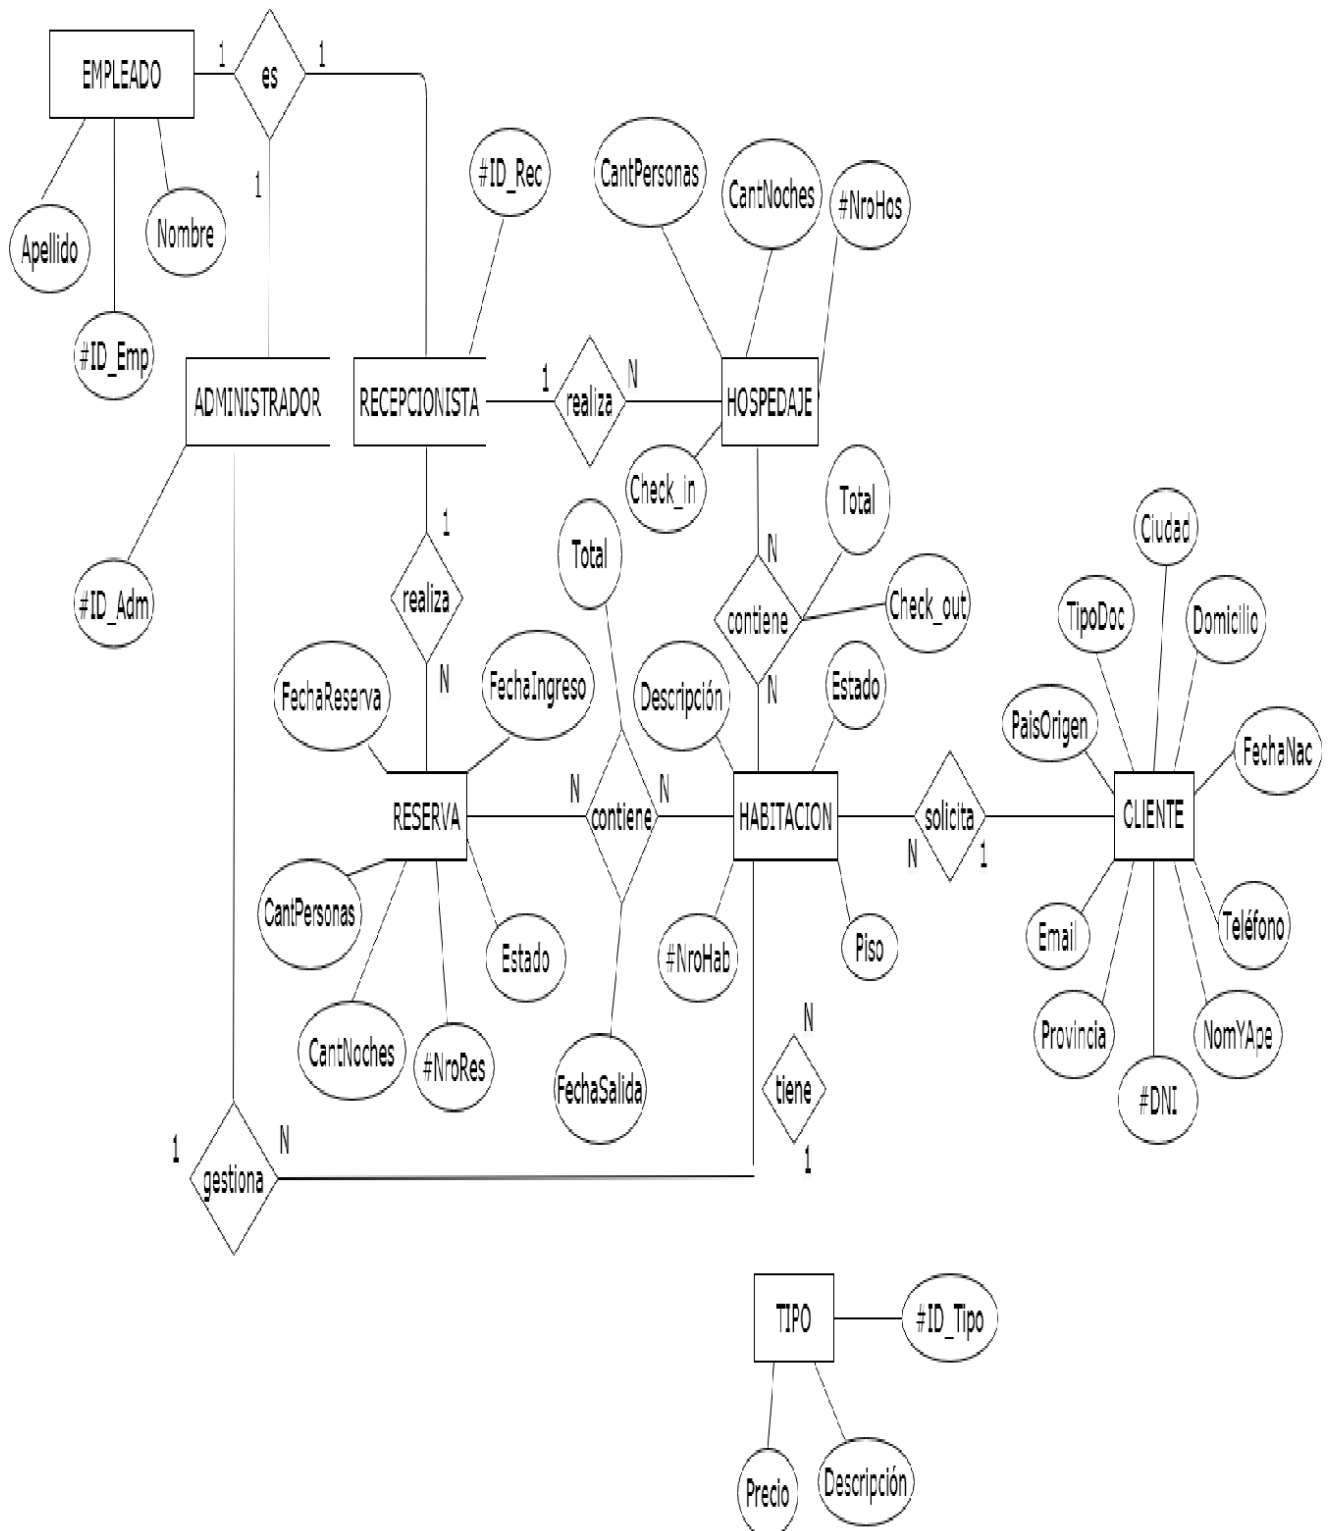 EMPLEADO
1
es
1
1
Apellido
Nombre
#ID_Emp
#ID_Rec
CantPersonas
CantNoches
#NroHos
ADMINISTRADOR
RECEPCIONISTA
1
realiza
N
HOSPEDAJE
Check_in
#ID_Adm
1
realiza
N
Total
N
contiene
N
Total
Check_out
Ciudad
TipoDoc
Domicilio
PaisOrigen
FechaNac
FechaReserva
FechaIngreso
Descripción
Estado
RESERVA
N
contiene
N
HABITACION
N
solicita
1
CLIENTE
CantPersonas
CantNoches
#NroRes
Estado
FechaSalida
#NroHab
Piso
Email
Provincia
#DNI
NomYApe
Teléfono
N
tiene
1
1
gestiona
N
TIPO
#ID_Tipo
Precio
Descripción